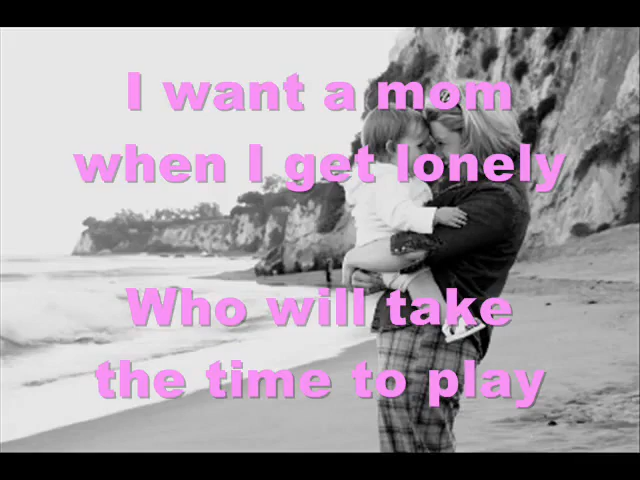 I want a mom
when I get lonely
Who will take
the time to play